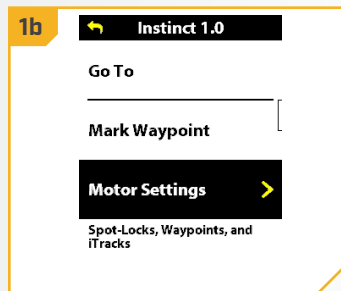 1b
Instinct 1.0
Go To
Mark Waypoint
Motor Settings
Spot-Locks, Waypoints, and
iTracks